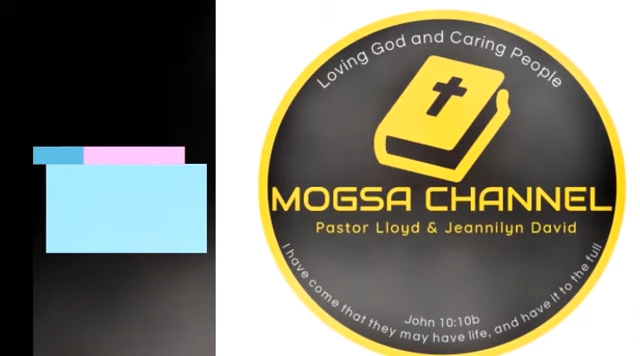 Loving God and Caring People
MOGSA CHANNEL
Pastor Lloyd & Jeannilyn David
John 10:10b
I have come that they may have life, and have it to the full